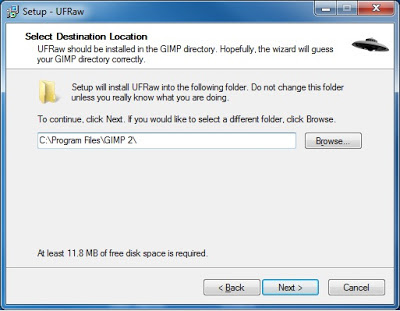 Setup - UFRaw
Select Destination Location
UFRaw should be installed in the GIMP directory. Hopefully, the wizard will guess
your GIMP directory correctly.
Setup will install UFRaw into the following folder. Do not change this folder
unless you really know what you are doing.
To continue, click Next. If you would like to select a different folder, click Browse.
C:\Program Files\GIMP 2\
Browse...
At least 11.8 MB of free disk space is required.
< Back
Next >
Cancel